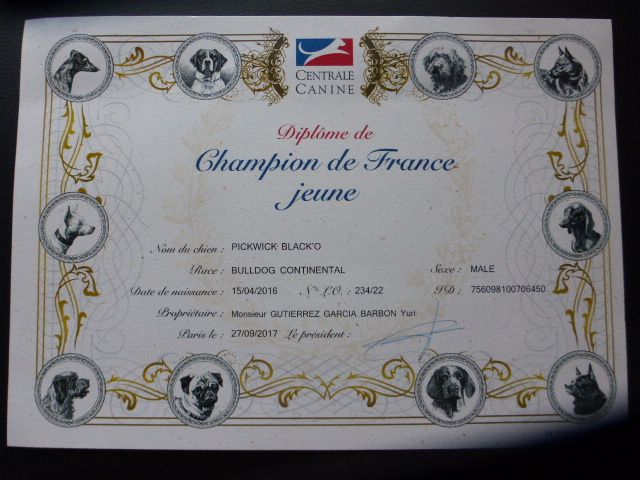 CENTRALE
CANINE
Diplôme de
Champion de France
jeune
Nom du chien : PICKWICK BLACK'O
Race : BULLDOG CONTINENTAL Sexe : MALE
Date de naissance : 15/04/2016 N° L.O. : 234/22 ID : 756098100706450
Propriétaire : Monsieur GUTIERREZ GARCIA BARBON Yuri
Paris le : 27/09/2017 Le président :